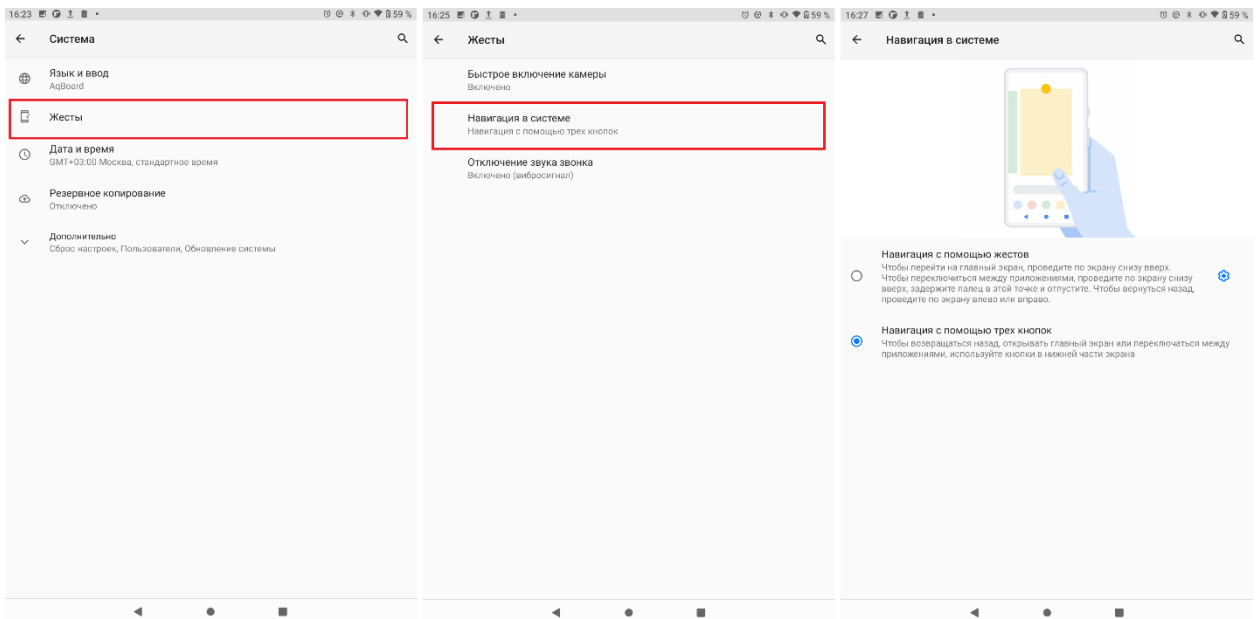 16:23
59 %
Система
Язык и ввод
AqBoard
Жесты
Дата и время
GMT+03:00 Москва, стандартное время
Резервное копирование
Отключено
Дополнительно
Сброс настроек, Пользователи, Обновление системы
16:25
59 %
Жесты
Быстрое включение камеры
Включено
Навигация в системе
Навигация с помощью трех кнопок
Отключение звука звонка
Включено (вибросигнал)
16:27
59 %
Навигация в системе
Навигация с помощью жестов
Чтобы перейти на главный экран, проведите по экрану снизу вверх.
Чтобы переключиться между приложениями, проведите по экрану снизу
вверх, задержите палец в этой точке и отпустите. Чтобы вернуться назад,
проведите по экрану влево или вправо.
Навигация с помощью трех кнопок
Чтобы возвращаться назад, открывать главный экран или переключаться между
приложениями, используйте кнопки в нижней части экрана